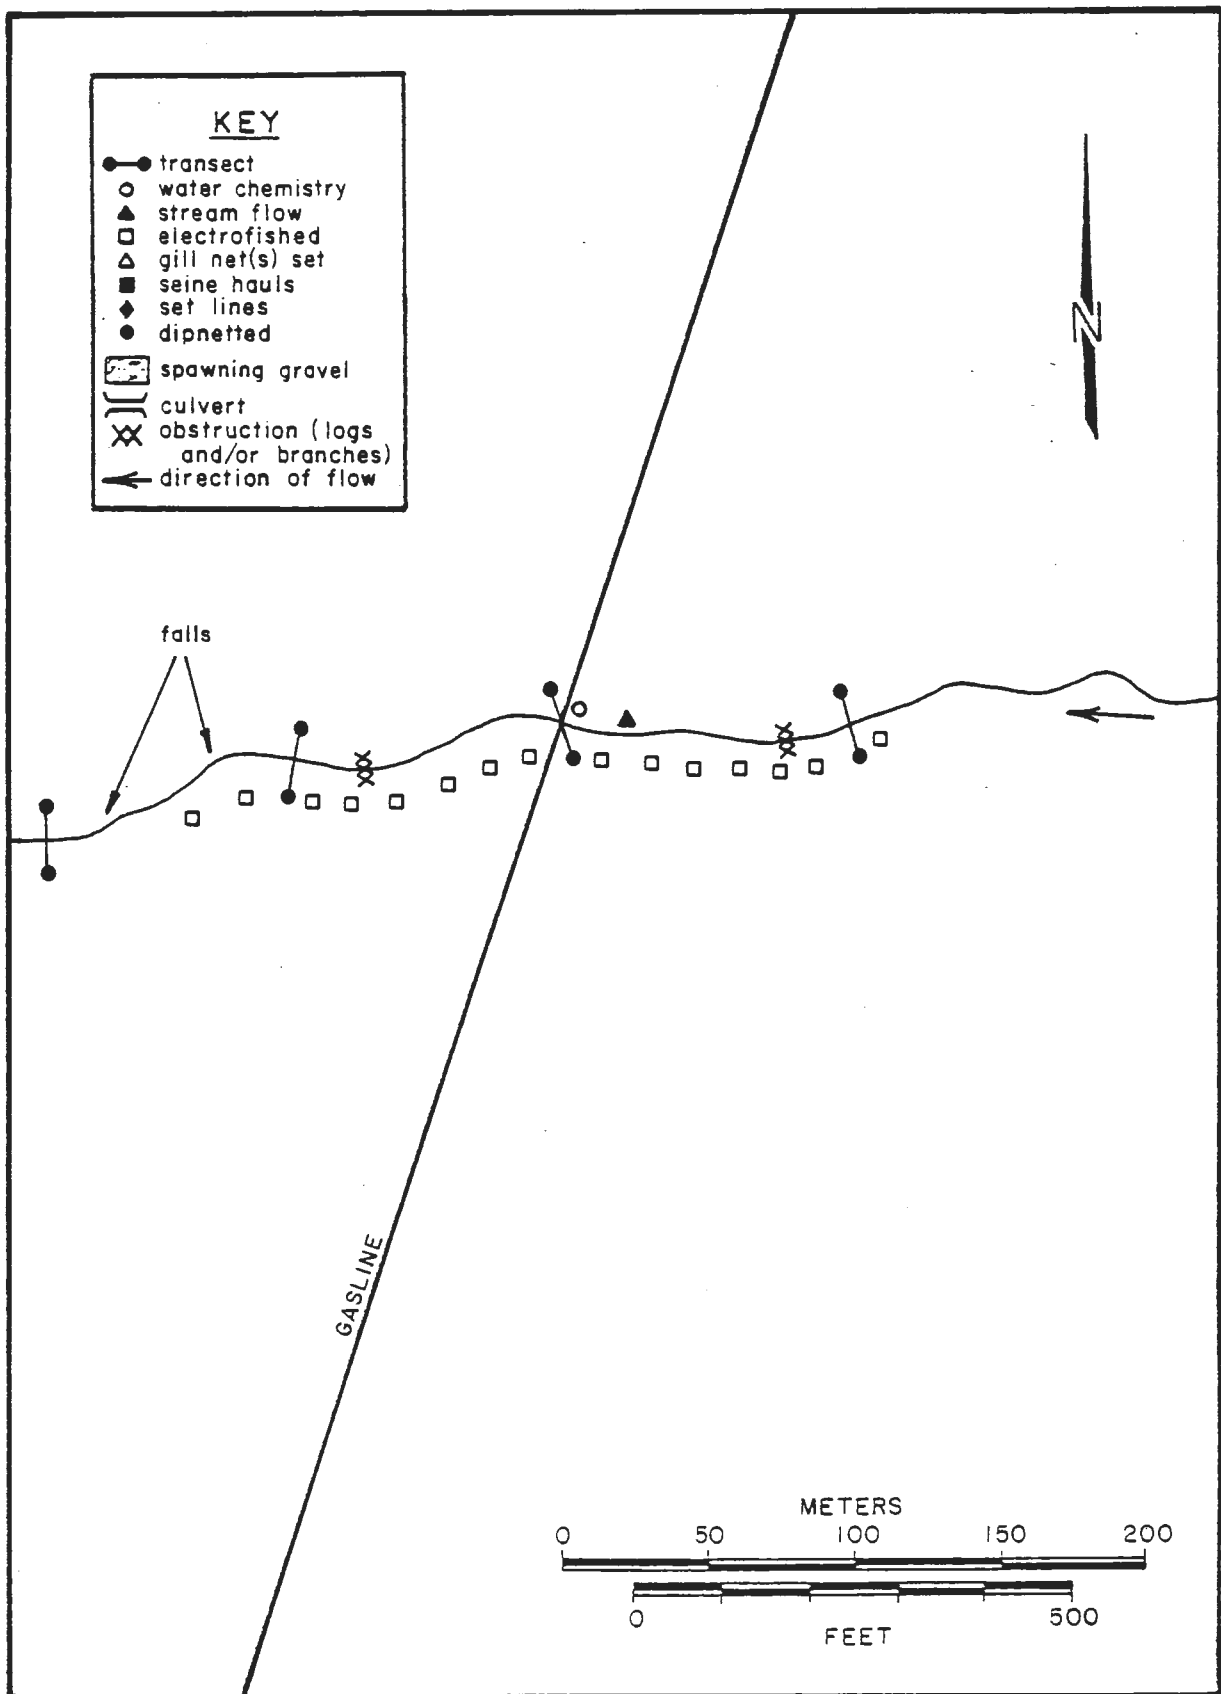 KEY
transect
water chemistry
stream flow
electrofished
gill net(s) set
seine hauls
set lines
dipnetted
spawning gravel
culvert
obstruction (logs
and/or branches)
direction of flow
N
falls
GASLINE
METERS
0 50 100 150 200
0 500
FEET